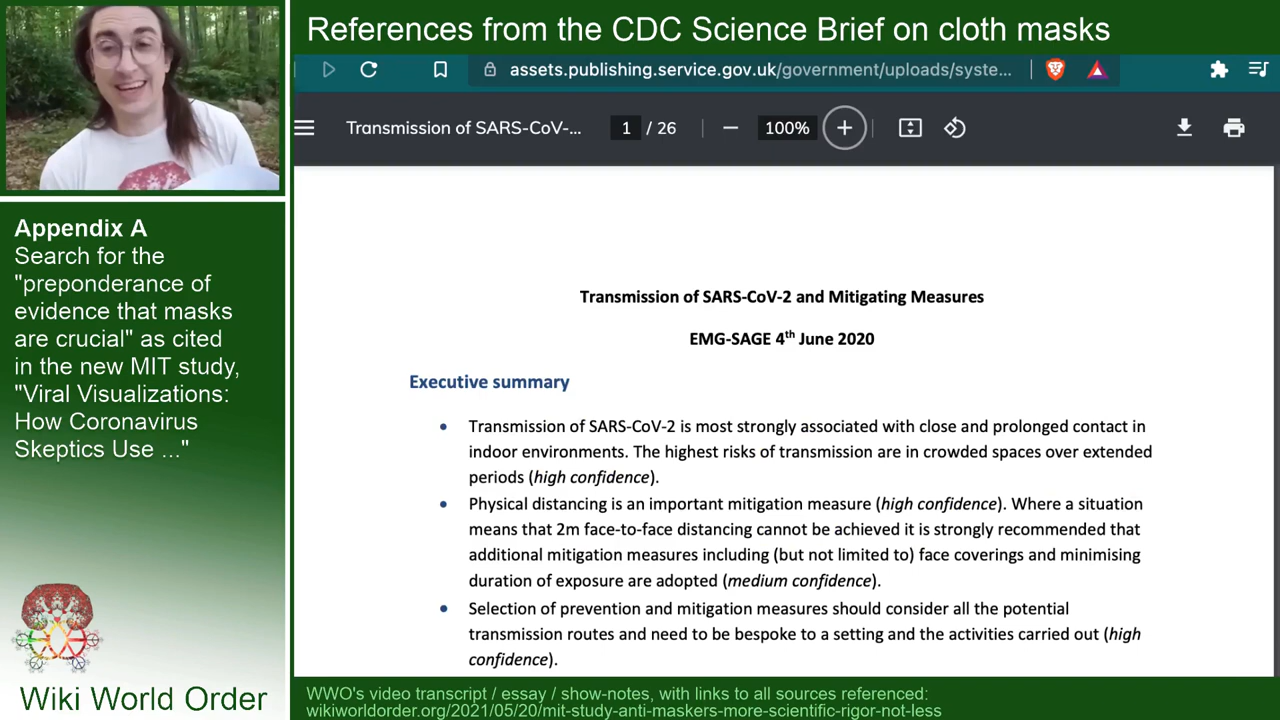 References from the CDC Science Brief on cloth masks
assets.publishing.service.gov.uk/government/uploads/syste...
Transmission of SARS-CoV-... 1 / 26 100%
Transmission of SARS-CoV-2 and Mitigating Measures
EMG-SAGE 4th June 2020
Executive summary
• Transmission of SARS-CoV-2 is most strongly associated with close and prolonged contact in
indoor environments. The highest risks of transmission are in crowded spaces over extended
periods (high confidence).
• Physical distancing is an important mitigation measure (high confidence). Where a situation
means that 2m face-to-face distancing cannot be achieved it is strongly recommended that
additional mitigation measures including (but not limited to) face coverings and minimising
duration of exposure are adopted (medium confidence).
• Selection of prevention and mitigation measures should consider all the potential
transmission routes and need to be bespoke to a setting and the activities carried out (high
confidence).
Appendix A
Search for the
"preponderance of
evidence that masks
are crucial" as cited
in the new MIT study,
"Viral Visualizations:
How Coronavirus
Skeptics Use ..."
Wiki World Order
WWO's video transcript / essay / show-notes, with links to all sources referenced:
wikiworldorder.org/2021/05/20/mit-study-anti-maskers-more-scientific-rigor-not-less